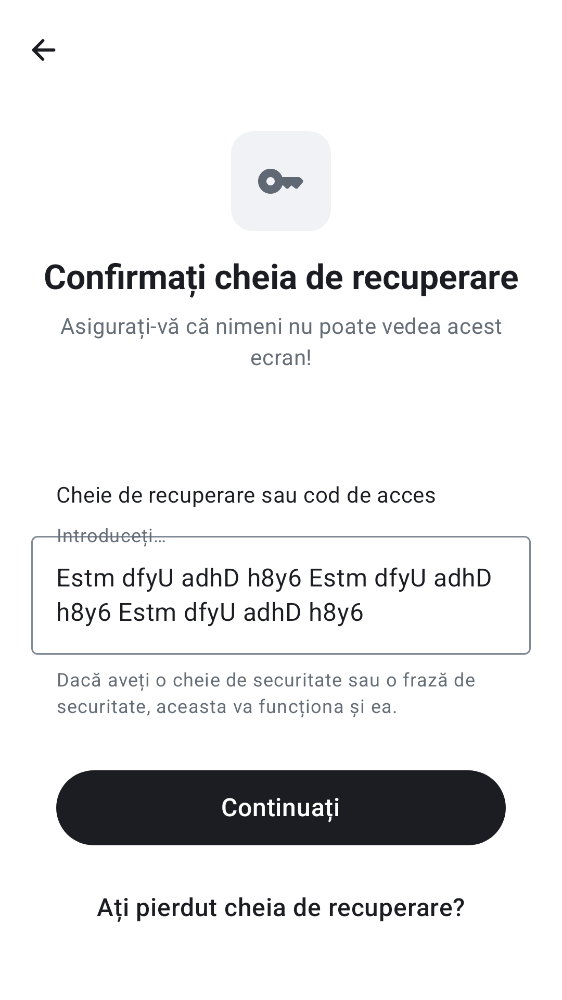 Confirmați cheia de recuperare
Asigurați-vă că nimeni nu poate vedea acest
ecran!
Cheie de recuperare sau cod de acces
Introduceți…
Estm dfyU adhD h8y6 Estm dfyU adhD
h8y6 Estm dfyU adhD h8y6
Dacă aveți o cheie de securitate sau o frază de
securitate, aceasta va funcționa și ea.
Continuați
Ați pierdut cheia de recuperare?